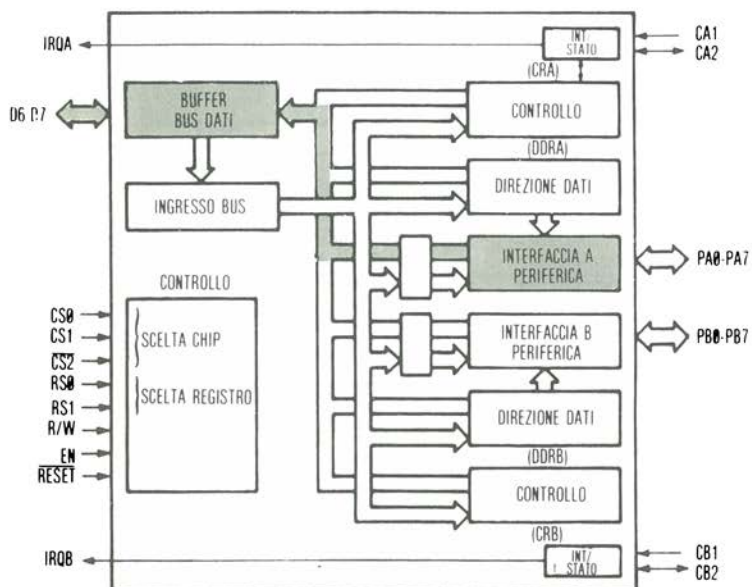 IRQA
INT/
STATO
CA1
CA2
(CRA)
D6 D7
BUFFER
BUS DATI
CONTROLLO
(DDRA)
INGRESSO BUS
DIREZIONE DATI
INTERFACCIA A
PERIFERICA
PA0-PA7
CONTROLLO
CS0
CS1
CS2
RS0
RS1
R/W
EN
RESET
SCELTA CHIP
SCELTA REGISTRO
INTERFACCIA B
PERIFERICA
PB0-PB7
DIREZIONE DATI
(DDRB)
CONTROLLO
(CRB)
IRQB
INT/
STATO
CB1
CB2